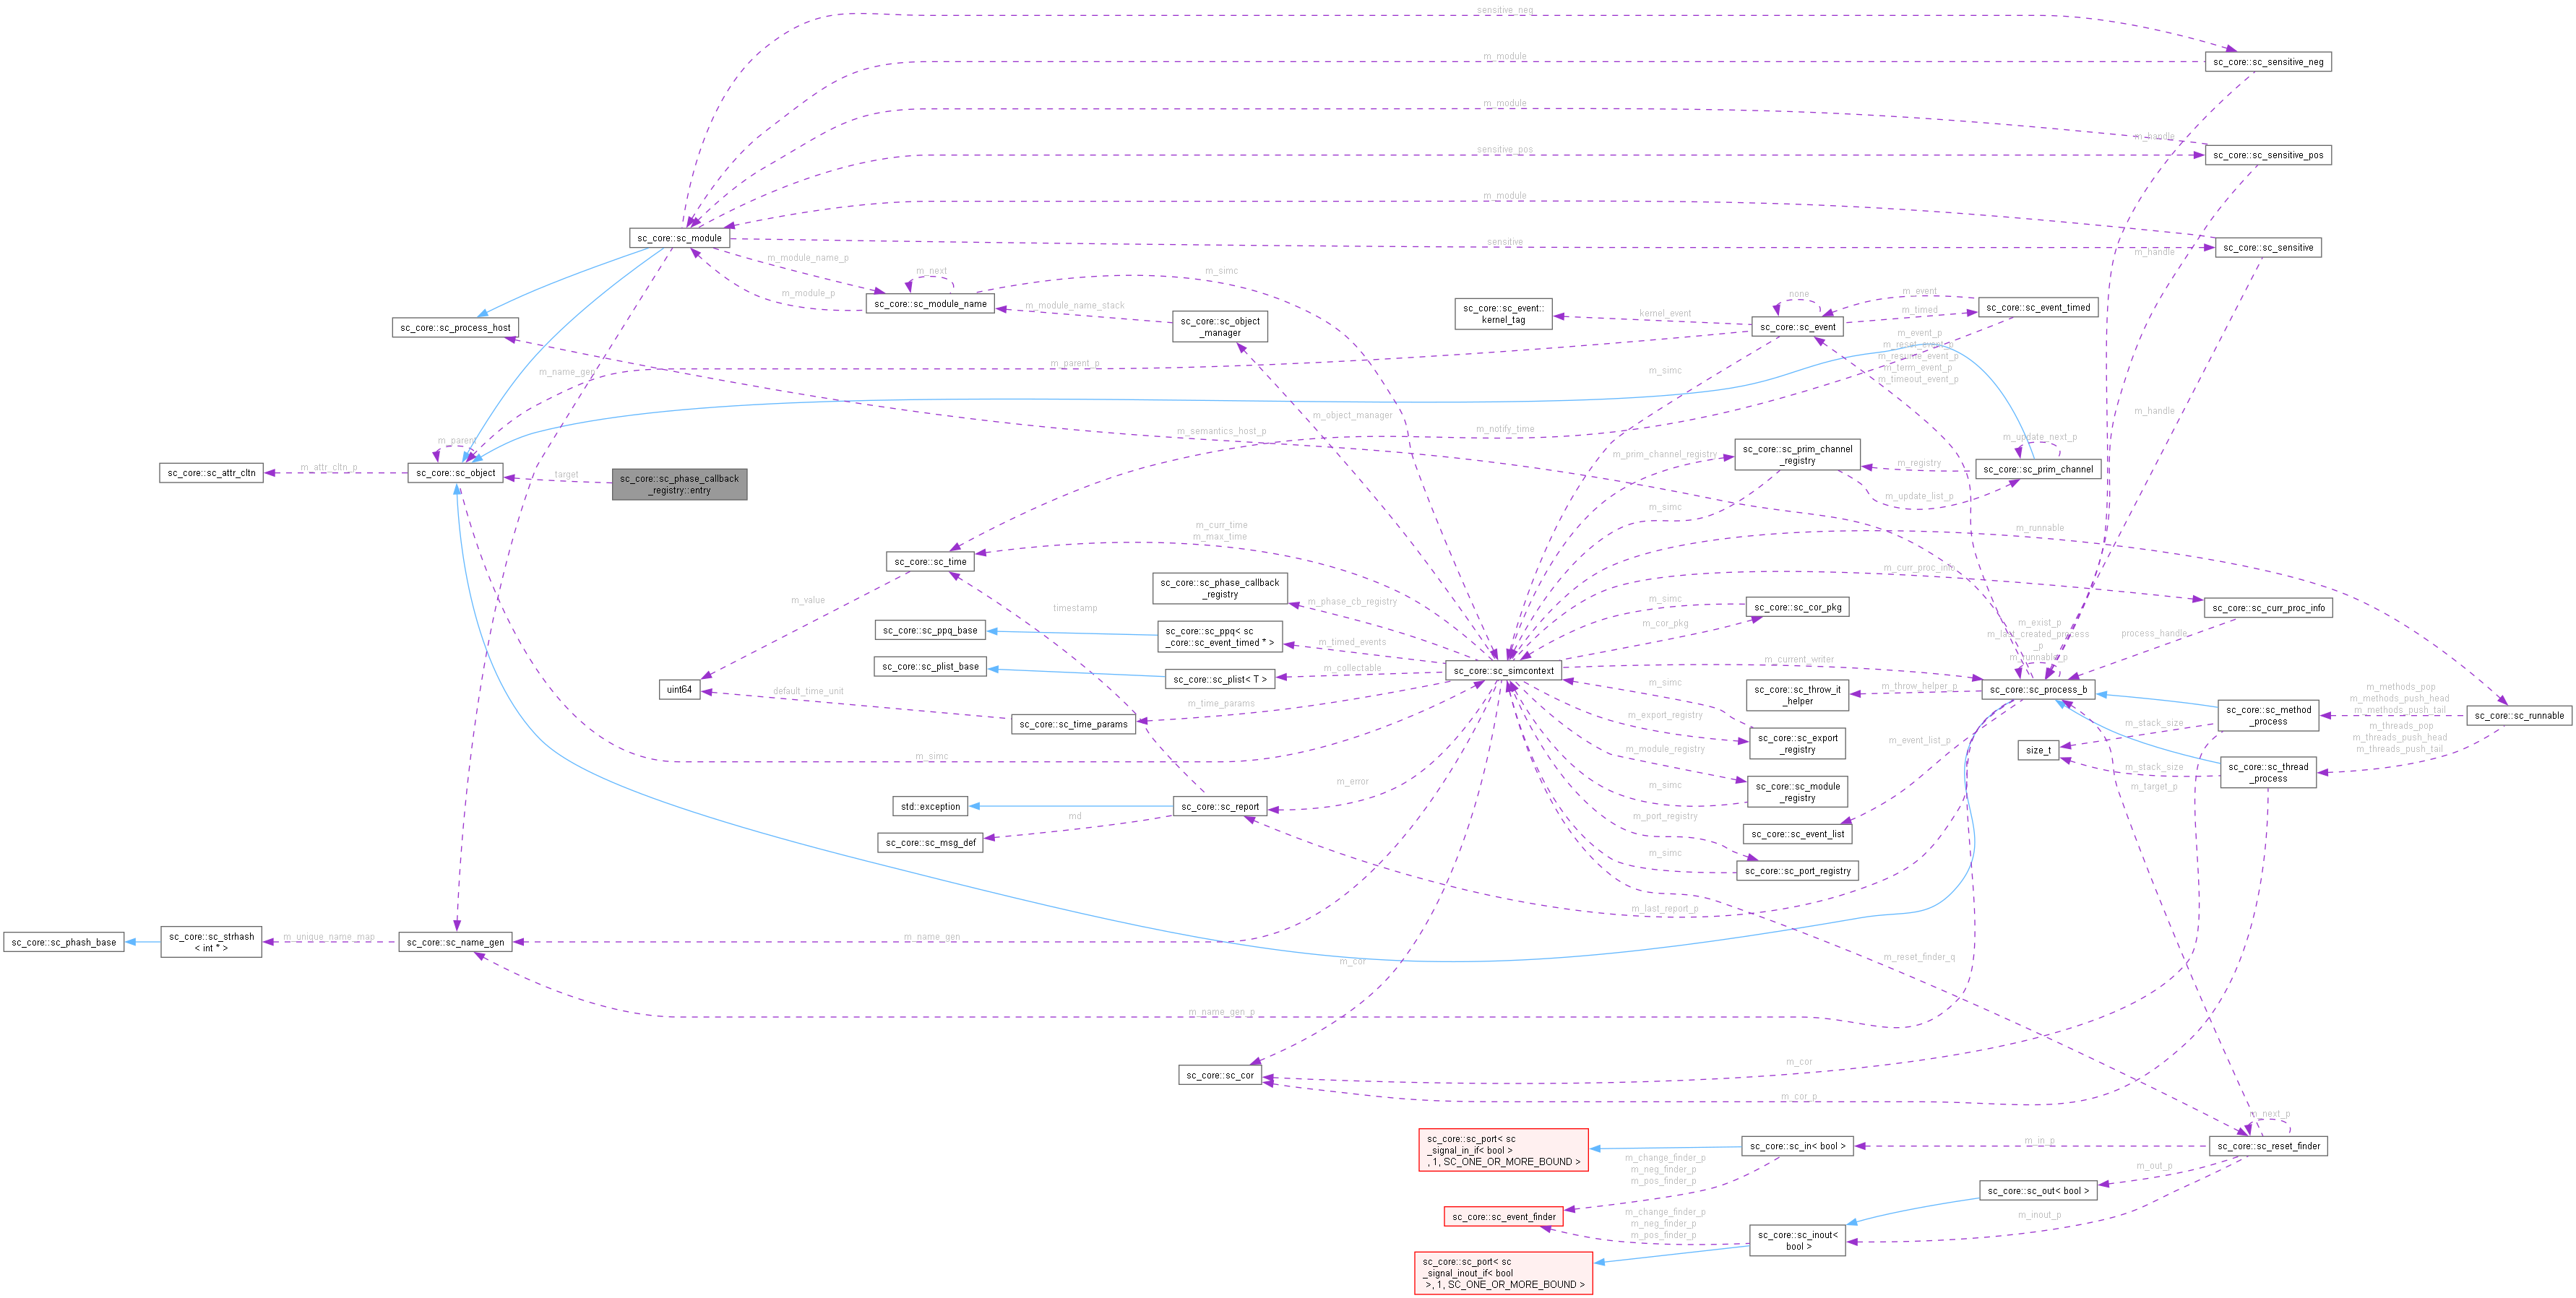 sensitive_neg
sc_core::sc_sensitive_neg
m_module
m_module
m_handle
sensitive_pos
sc_core::sc_sensitive_pos
m_module
sc_core::sc_module
sensitive
sc_core::sc_sensitive
m_handle
m_module_name_p
m_next
m_simc
m_module_p
sc_core::sc_module_name
m_module_name_stack
sc_core::sc_object
_manager
sc_core::sc_process_host
sc_core::sc_event::
kernel_tag
kernel_event
none
sc_core::sc_event
m_event
m_timed
sc_core::sc_event_timed
m_event_p
m_reset_event_p
m_resume_event_p
m_term_event_p
m_timeout_event_p
m_name_gen
m_parent_p
m_simc
m_object_manager
m_handle
m_semantics_host_p
m_notify_time
m_parent
sc_core::sc_attr_cltn
m_attr_cltn_p
sc_core::sc_object
target
sc_core::sc_phase_callback
_registry::entry
m_prim_channel_registry
sc_core::sc_prim_channel
_registry
m_update_next_p
m_registry
sc_core::sc_prim_channel
m_update_list_p
m_simc
m_curr_time
m_max_time
m_runnable
sc_core::sc_time
sc_core::sc_phase_callback
_registry
m_phase_cb_registry
m_curr_proc_info
sc_core::sc_curr_proc_info
m_value
timestamp
m_simc
sc_core::sc_cor_pkg
m_cor_pkg
sc_core::sc_ppq_base
sc_core::sc_ppq< sc
_core::sc_event_timed * >
m_timed_events
m_exist_p
m_last_created_process
_p
m_runnable_p
process_handle
sc_core::sc_plist_base
sc_core::sc_plist< T >
m_collectable
sc_core::sc_simcontext
m_current_writer
uint64
default_time_unit
sc_core::sc_time_params
m_time_params
m_simc
sc_core::sc_throw_it
_helper
m_throw_helper_p
sc_core::sc_process_b
m_export_registry
sc_core::sc_export
_registry
sc_core::sc_method
_process
m_methods_pop
m_methods_push_head
m_methods_push_tail
sc_core::sc_runnable
m_stack_size
m_threads_pop
m_threads_push_head
m_threads_push_tail
size_t
m_event_list_p
m_simc
m_module_registry
m_stack_size
sc_core::sc_thread
_process
m_target_p
m_error
m_simc
sc_core::sc_module
_registry
std::exception
sc_core::sc_report
md
sc_core::sc_msg_def
m_port_registry
sc_core::sc_event_list
m_simc
sc_core::sc_port_registry
m_last_report_p
sc_core::sc_phash_base
sc_core::sc_strhash
< int * >
m_unique_name_map
sc_core::sc_name_gen
m_name_gen
m_cor
m_reset_finder_q
m_name_gen_p
sc_core::sc_cor
m_cor
m_cor_p
m_next_p
sc_core::sc_port< sc
_signal_in_if< bool >
, 1, SC_ONE_OR_MORE_BOUND >
sc_core::sc_in< bool >
m_in_p
sc_core::sc_reset_finder
m_change_finder_p
m_neg_finder_p
m_pos_finder_p
m_out_p
sc_core::sc_out< bool >
sc_core::sc_event_finder
m_change_finder_p
m_neg_finder_p
m_pos_finder_p
m_inout_p
sc_core::sc_inout<
bool >
sc_core::sc_port< sc
_signal_inout_if< bool
>, 1, SC_ONE_OR_MORE_BOUND >